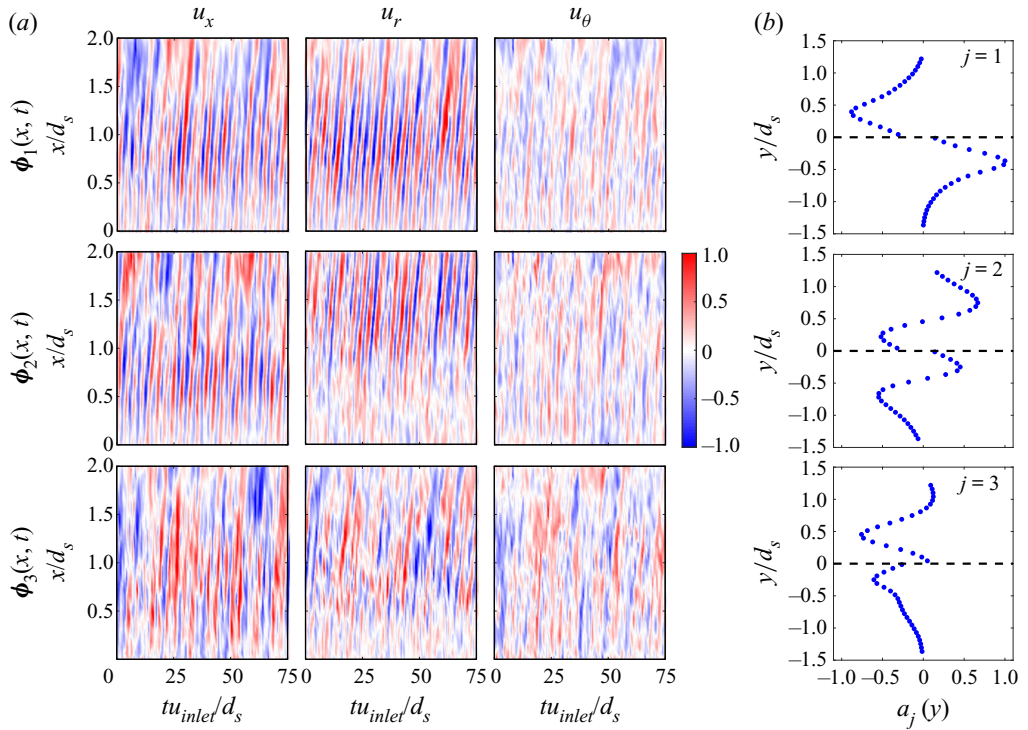 (a) u_x u_r u_θ (b)
2.0
1.5
1.0
0.5
0
ϕ_1(x, t)
x/d_s
1.5
1.0
0.5
0
−0.5
−1.0
−1.5
y/d_s
j = 1
2.0
1.5
1.0
0.5
0
ϕ_2(x, t)
x/d_s
1.0
0.5
0
−0.5
−1.0
1.5
1.0
0.5
0
−0.5
−1.0
−1.5
y/d_s
j = 2
2.0
1.5
1.0
0.5
ϕ_3(x, t)
x/d_s
0 25 50 75 0 25 50 75 0 25 50 75
tu_inlet/d_s tu_inlet/d_s tu_inlet/d_s
1.5
1.0
0.5
0
−0.5
−1.0
−1.5
y/d_s
j = 3
−1.0 −0.5 0 0.5 1.0
a_j (y)